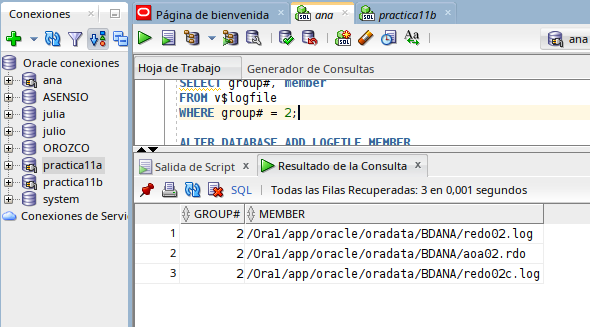 Conexiones
Oracle conexiones
ana
ASENSIO
julia
julio
OROZCO
practica11a
practica11b
system
Conexiones de Servi
Página de bienvenida
ana
practica11b
ana
Hoja de Trabajo
Generador de Consultas
SELECT group#, member
FROM v$logfile
WHERE group# = 2;
ALTER DATABASE ADD LOGFILE MEMBER
Salida de Script
Resultado de la Consulta
SQL
Todas las Filas Recuperadas: 3 en 0,001 segundos
GROUP# MEMBER
1 2 /Ora1/app/oracle/oradata/BDANA/redo02.log
2 2 /Ora1/app/oracle/oradata/BDANA/aoa02.rdo
3 2 /Ora1/app/oracle/oradata/BDANA/redo02c.log